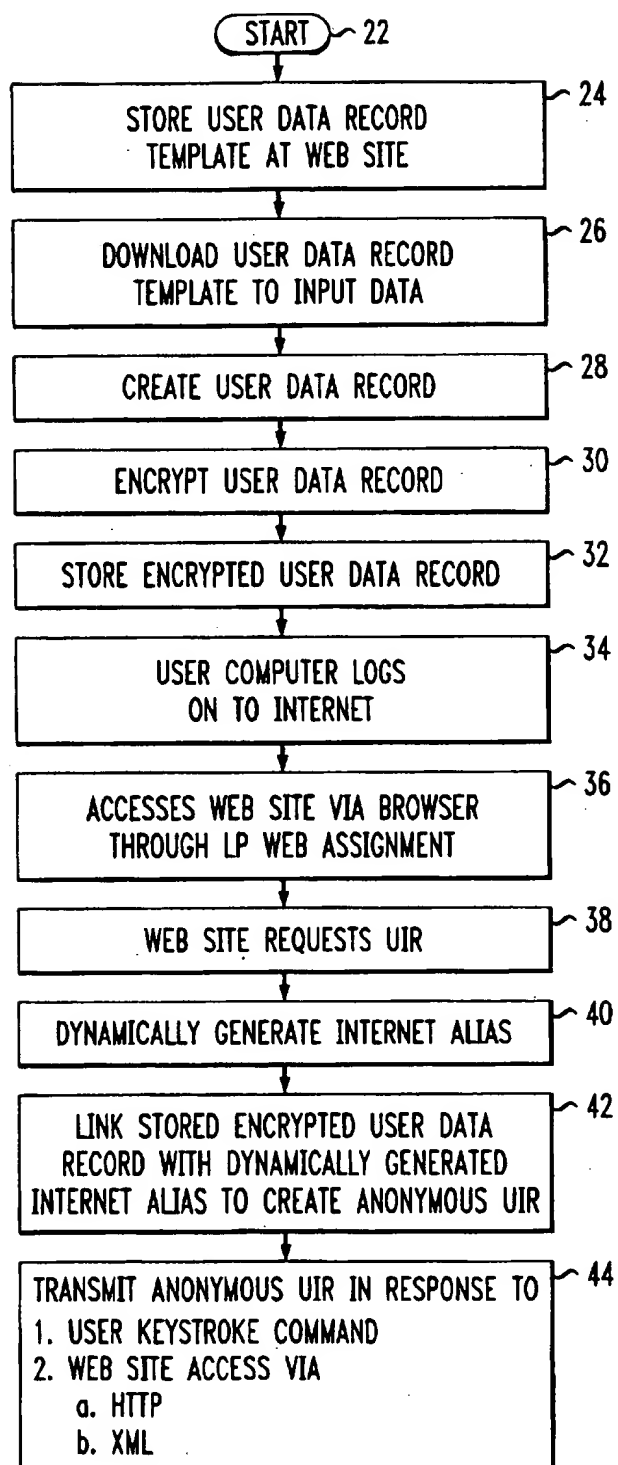 START 22
24
STORE USER DATA RECORD
TEMPLATE AT WEB SITE
26
DOWNLOAD USER DATA RECORD
TEMPLATE TO INPUT DATA
28
CREATE USER DATA RECORD
30
ENCRYPT USER DATA RECORD
32
STORE ENCRYPTED USER DATA RECORD
34
USER COMPUTER LOGS
ON TO INTERNET
36
ACCESSES WEB SITE VIA BROWSER
THROUGH LP WEB ASSIGNMENT
38
WEB SITE REQUESTS UIR
40
DYNAMICALLY GENERATE INTERNET ALIAS
42
LINK STORED ENCRYPTED USER DATA
RECORD WITH DYNAMICALLY GENERATED
INTERNET ALIAS TO CREATE ANONYMOUS UIR
44
TRANSMIT ANONYMOUS UIR IN RESPONSE TO
1. USER KEYSTROKE COMMAND
2. WEB SITE ACCESS VIA
a. HTTP
b. XML